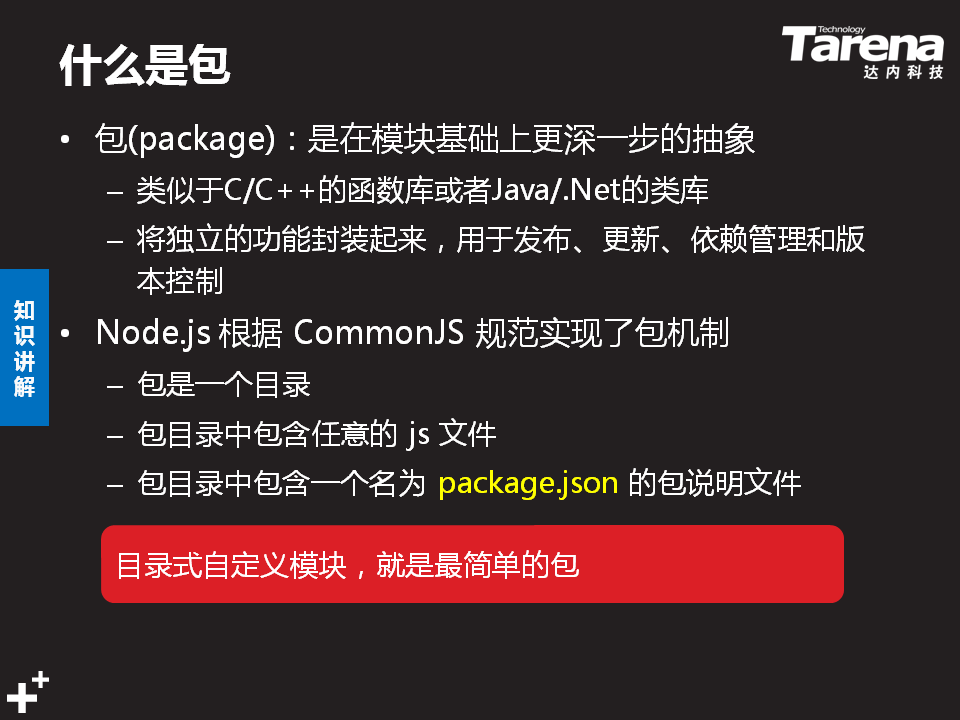 什么是包
Technology
Tarena
达内科技
• 包(package)：是在模块基础上更深一步的抽象
– 类似于C/C++的函数库或者Java/.Net的类库
– 将独立的功能封装起来，用于发布、更新、依赖管理和版
本控制
知识讲解
• Node.js 根据 CommonJS 规范实现了包机制
– 包是一个目录
– 包目录中包含任意的 js 文件
– 包目录中包含一个名为 package.json 的包说明文件
目录式自定义模块，就是最简单的包